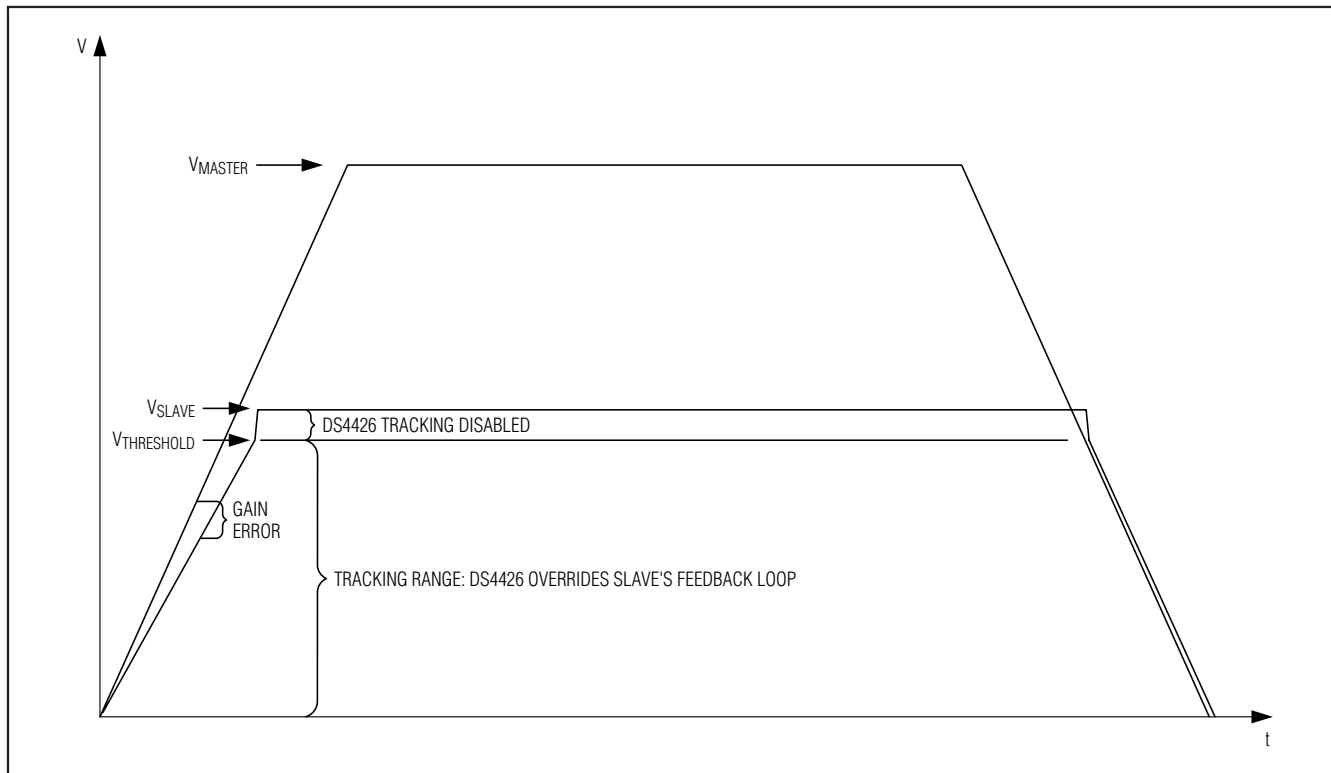 V
VMASTER
VSLAVE
DS4426 TRACKING DISABLED
VTHRESHOLD
GAIN
ERROR
TRACKING RANGE: DS4426 OVERRIDES SLAVE'S FEEDBACK LOOP
t